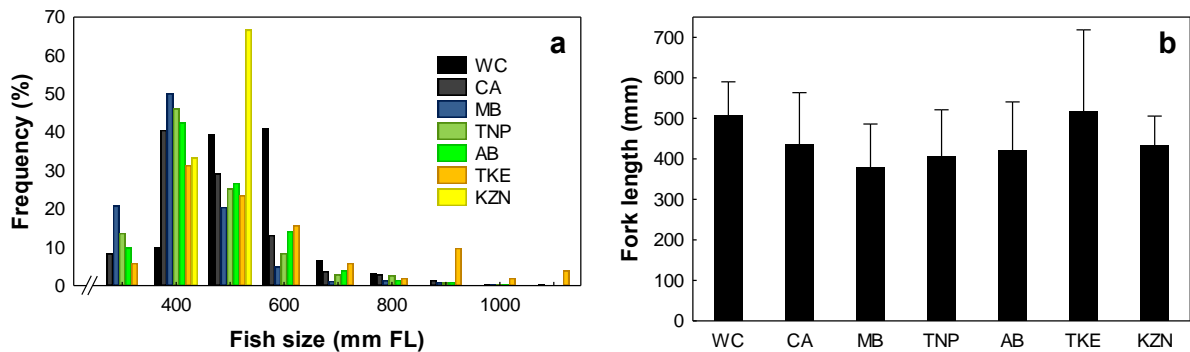 a
70
60
50
40
30
20
10
0
Frequency (%)
WC
CA
MB
TNP
AB
TKE
KZN
400 600 800 1000
Fish size (mm FL)
b
700
600
500
400
300
200
100
0
Fork length (mm)
WC CA MB TNP AB TKE KZN